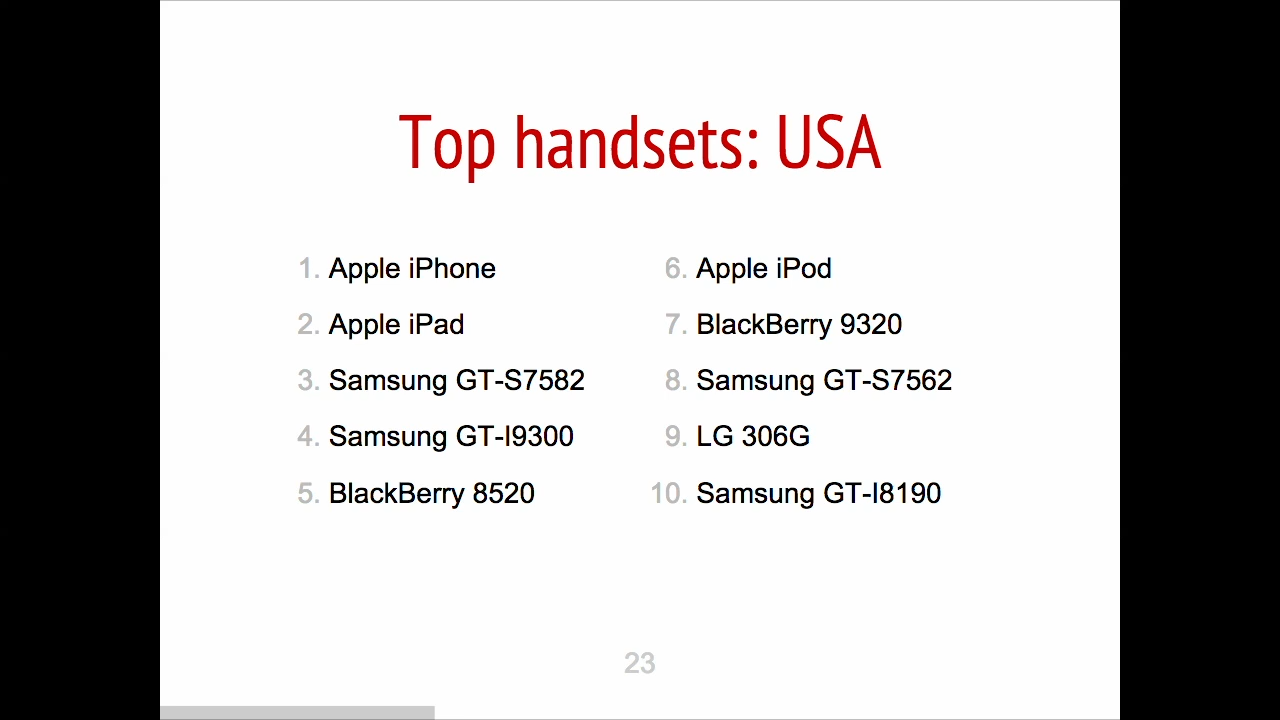 Top handsets: USA
1. Apple iPhone
2. Apple iPad
3. Samsung GT-S7582
4. Samsung GT-I9300
5. BlackBerry 8520
6. Apple iPod
7. BlackBerry 9320
8. Samsung GT-S7562
9. LG 306G
10. Samsung GT-I8190
23